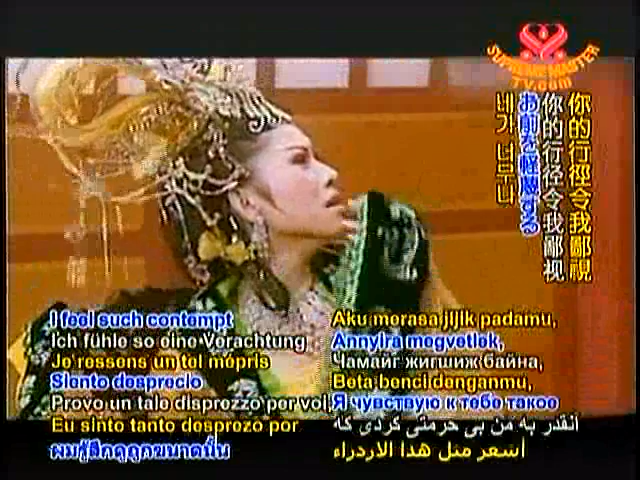 SUPREME MASTER
TV.com
你的行徑令我鄙視
你的行径令我鄙视
お前を軽蔑する
네가 넌더니
I feel such contempt
Ich fühle so eine Verachtung
Je ressens un tel mépris
Siento desprecio
Provo un tale disprezzo per voi
Eu sinto tanto desprezo por
ผมรู้สึกดูถูกขนาดนั้น
Aku merasa jijik padamu,
Annyira megvetlek,
Чамайг жигшиж байна,
Beta benci denganmu,
Я чувствую к тебе такое
آنقدر به من بی حرمتی کردی که
أشعر مثل هذا الازدراء